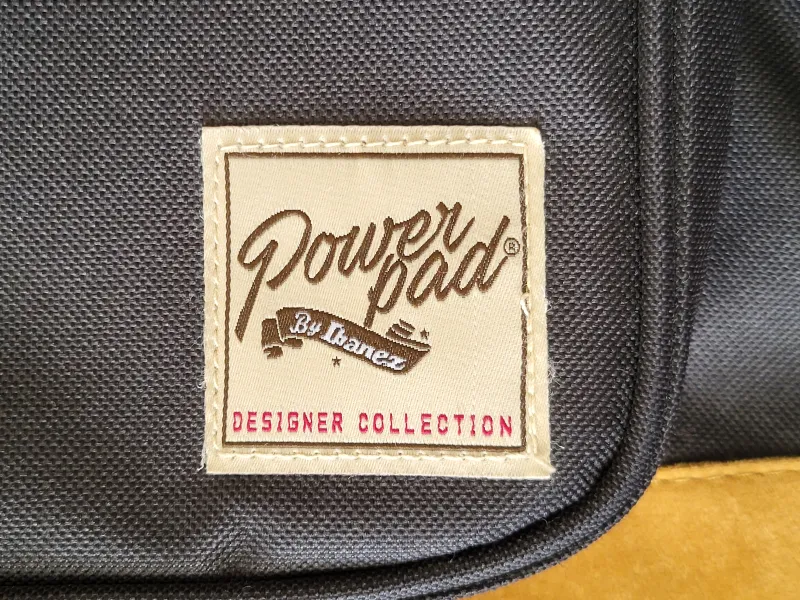 Power
pad®
By Ibanez
DESIGNER COLLECTION